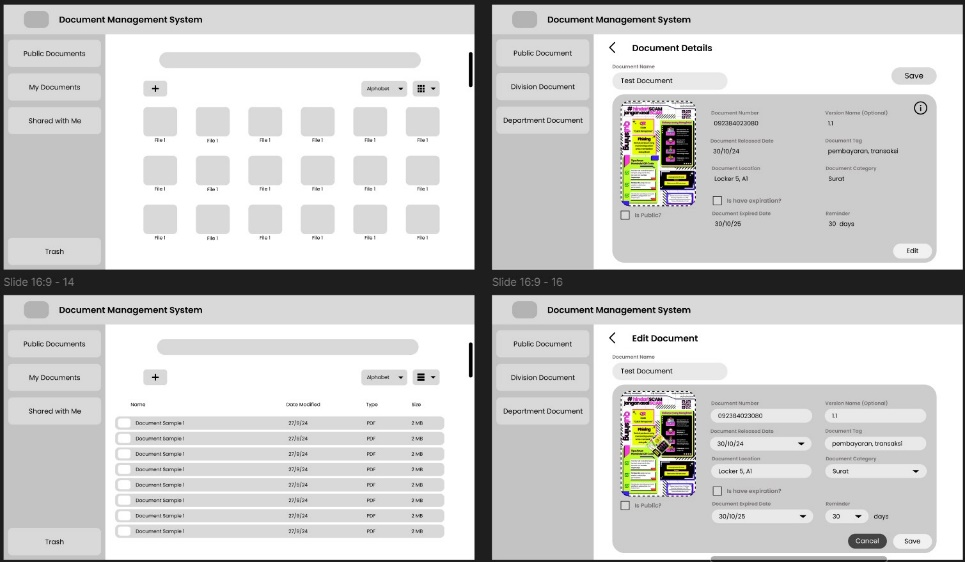 Document Management System
Public Documents
My Documents
Shared with Me
Trash
Alphabet
File 1 File 1 File 1 File 1 File 1 File 1
File 1 File 1 File 1 File 1 File 1 File 1
File 1 File 1 File 1 File 1 File 1 File 1
Document Management System
Public Document
Division Document
Department Document
Document Details
Document Name
Test Document
Save
Document Number
092384023080
Version Name (Optional)
1.1
Document Released Date
30/10/24
Document Tag
pembayaran, transaksi
Document Location
Locker 5, A1
Document Category
Surat
Is have expiration?
Is Public?
Document Expired Date
30/10/25
Reminder
30 days
Edit
Slide 16:9 - 14
Slide 16:9 - 16
Document Management System
Public Documents
My Documents
Shared with Me
Trash
Alphabet
Name Date Modified Type Size
Document Sample 1 27/9/24 PDF 2 MB
Document Sample 1 27/9/24 PDF 2 MB
Document Sample 1 27/9/24 PDF 2 MB
Document Sample 1 27/9/24 PDF 2 MB
Document Sample 1 27/9/24 PDF 2 MB
Document Sample 1 27/9/24 PDF 2 MB
Document Sample 1 27/9/24 PDF 2 MB
Document Sample 1 27/9/24 PDF 2 MB
Document Management System
Public Document
Division Document
Department Document
Edit Document
Document Name
Test Document
Document Number
092384023080
Version Name (Optional)
1.1
Document Released Date
30/10/24
Document Tag
pembayaran, transaksi
Document Location
Locker 5, A1
Document Category
Surat
Is have expiration?
Is Public?
Document Expired Date
30/10/25
Reminder
30 days
Cancel
Save